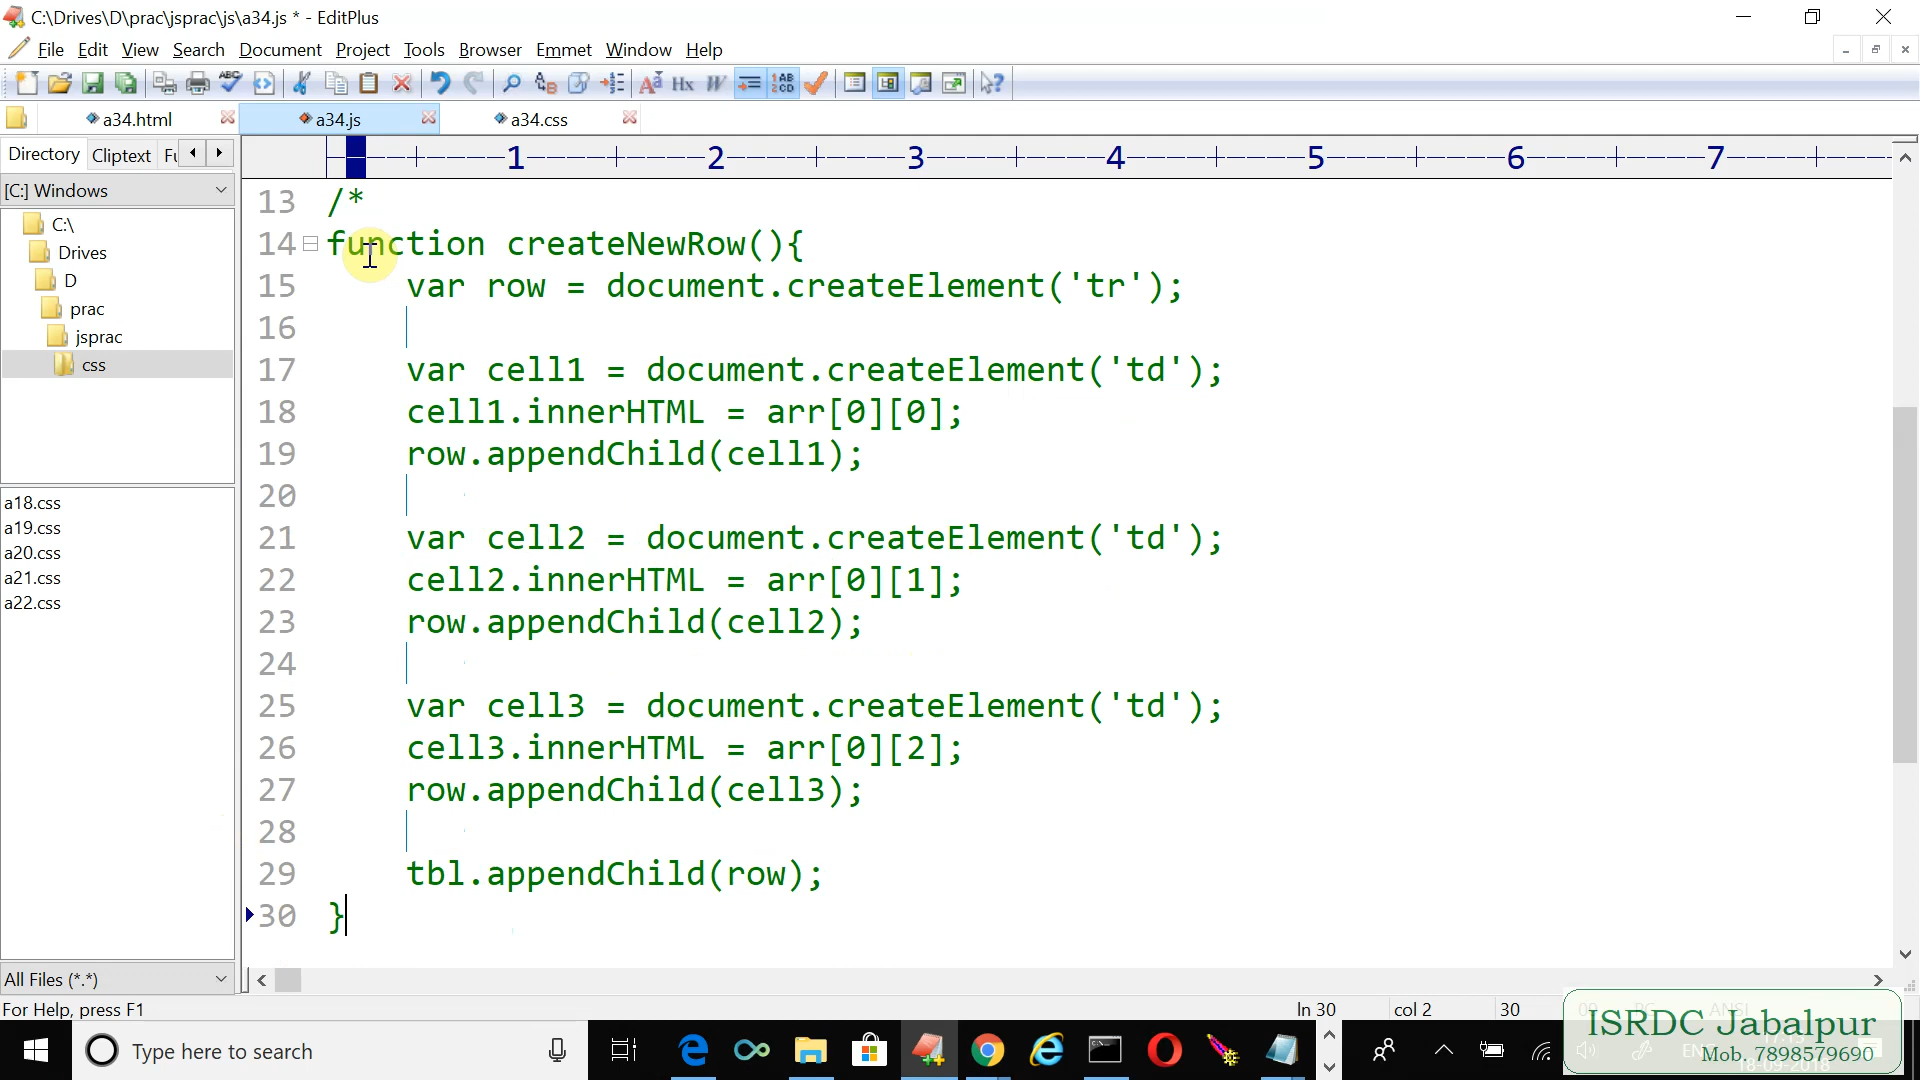 C:\Drives\D\prac\jsprac\js\a34.js * - EditPlus
File Edit View Search Document Project Tools Browser Emmet Window Help
a34.html a34.js a34.css
Directory Cliptext Fu
[C:] Windows
C:\
Drives
D
prac
jsprac
css
a18.css
a19.css
a20.css
a21.css
a22.css
All Files (*.*)
1 2 3 4 5 6 7
13 /*
14 function createNewRow(){
15 var row = document.createElement('tr');
16
17 var cell1 = document.createElement('td');
18 cell1.innerHTML = arr[0][0];
19 row.appendChild(cell1);
20
21 var cell2 = document.createElement('td');
22 cell2.innerHTML = arr[0][1];
23 row.appendChild(cell2);
24
25 var cell3 = document.createElement('td');
26 cell3.innerHTML = arr[0][2];
27 row.appendChild(cell3);
28
29 tbl.appendChild(row);
30 }
For Help, press F1 ln 30 col 2 30
Type here to search
ISRDC Jabalpur
Mob. 7898579690
18-09-2018